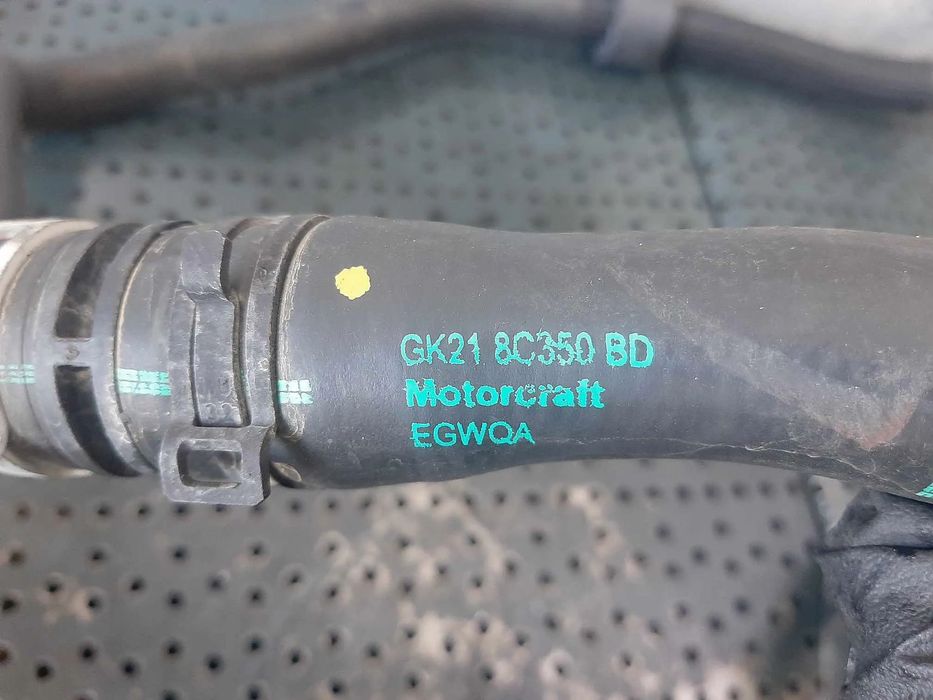 GK21 8C350 BD
Motorcraft
EGWQA